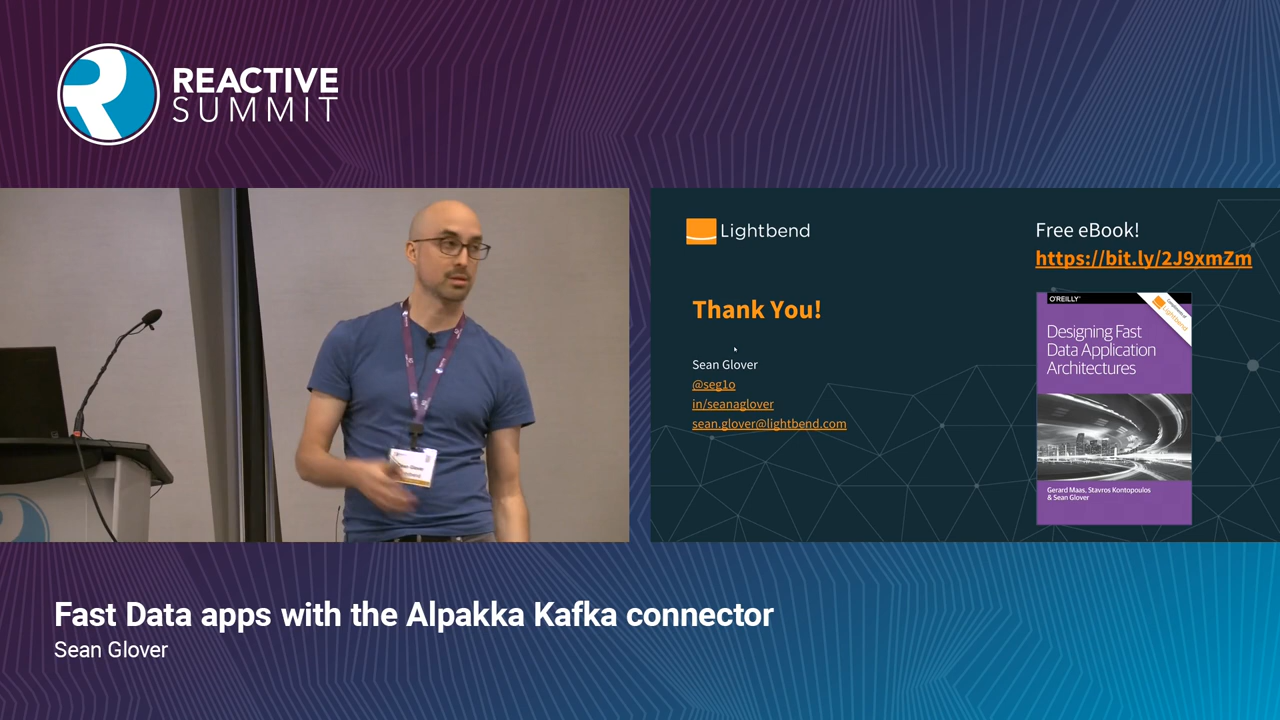 REACTIVE
SUMMIT
Lightbend
Free eBook!
https://bit.ly/2J9xmZm
Thank You!
Sean Glover
@seg1o
in/seanaglover
sean.glover@lightbend.com
O'REILLY
Designing Fast
Data Application
Architectures
Gerard Maas, Stavros Kontopoulos
& Sean Glover
Fast Data apps with the Alpakka Kafka connector
Sean Glover